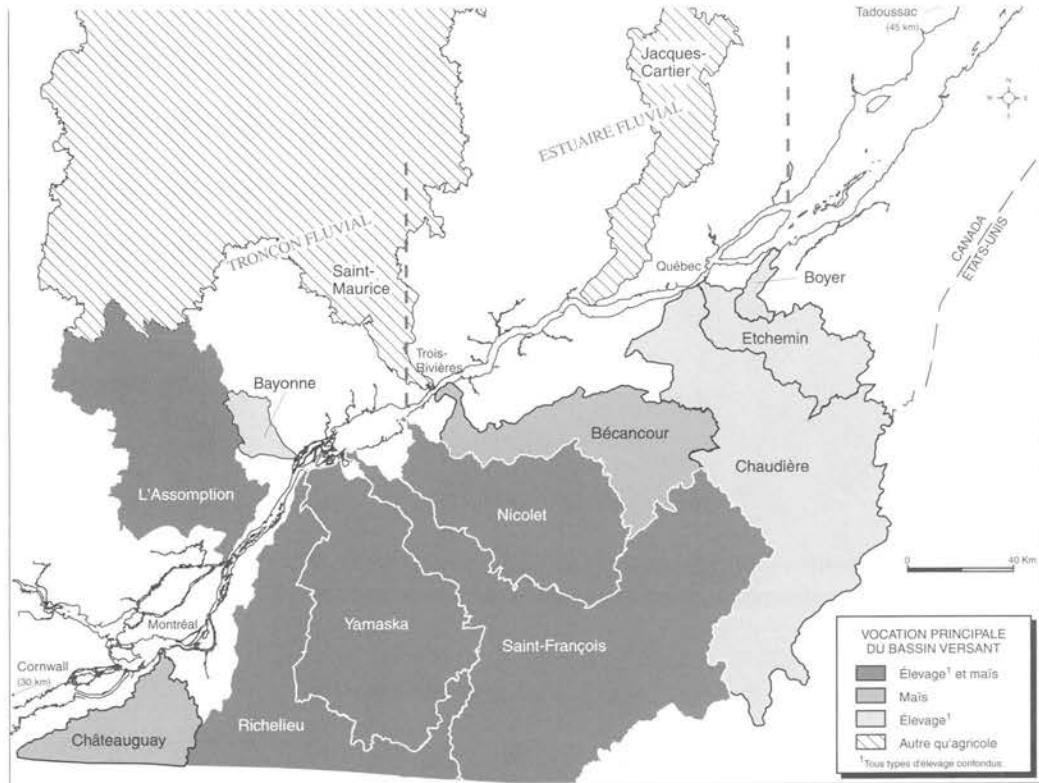 Tadoussac
(45 km)
Jacques-
Cartier
N
E
ESTUAIRE FLUVIAL
TRONÇON FLUVIAL
CANADA
ÉTATS-UNIS
Saint-
Maurice
Québec
Boyer
Etchemin
Trois-
Rivières
Bayonne
Bécancour
Chaudière
L'Assomption
Nicolet
0 40 Km
Montréal
Yamaska
Saint-François
Cornwall
(30 km)
Richelieu
Châteauguay
VOCATION PRINCIPALE
DU BASSIN VERSANT
Élevage¹ et maïs
Maïs
Élevage¹
Autre qu'agricole
¹Tous types d'élevage confondus.